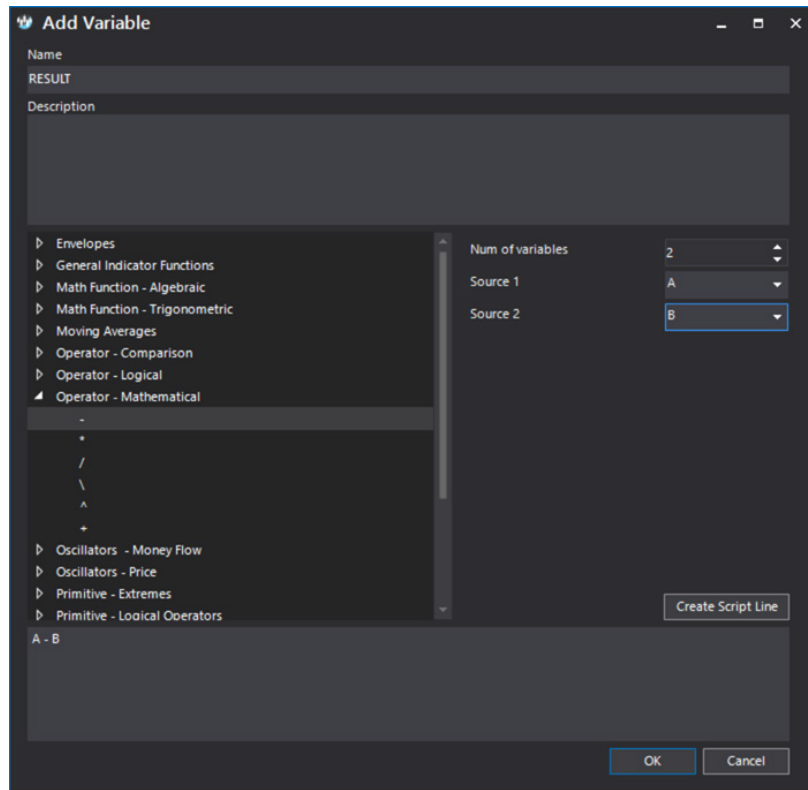 Add Variable
Name
RESULT
Description
Envelopes
General Indicator Functions
Math Function - Algebraic
Math Function - Trigonometric
Moving Averages
Operator - Comparison
Operator - Logical
Operator - Mathematical
-
*
/
\
^
+
Oscillators - Money Flow
Oscillators - Price
Primitive - Extremes
Primitive - Logical Operators
Num of variables 2
Source 1 A
Source 2 B
Create Script Line
A - B
OK Cancel